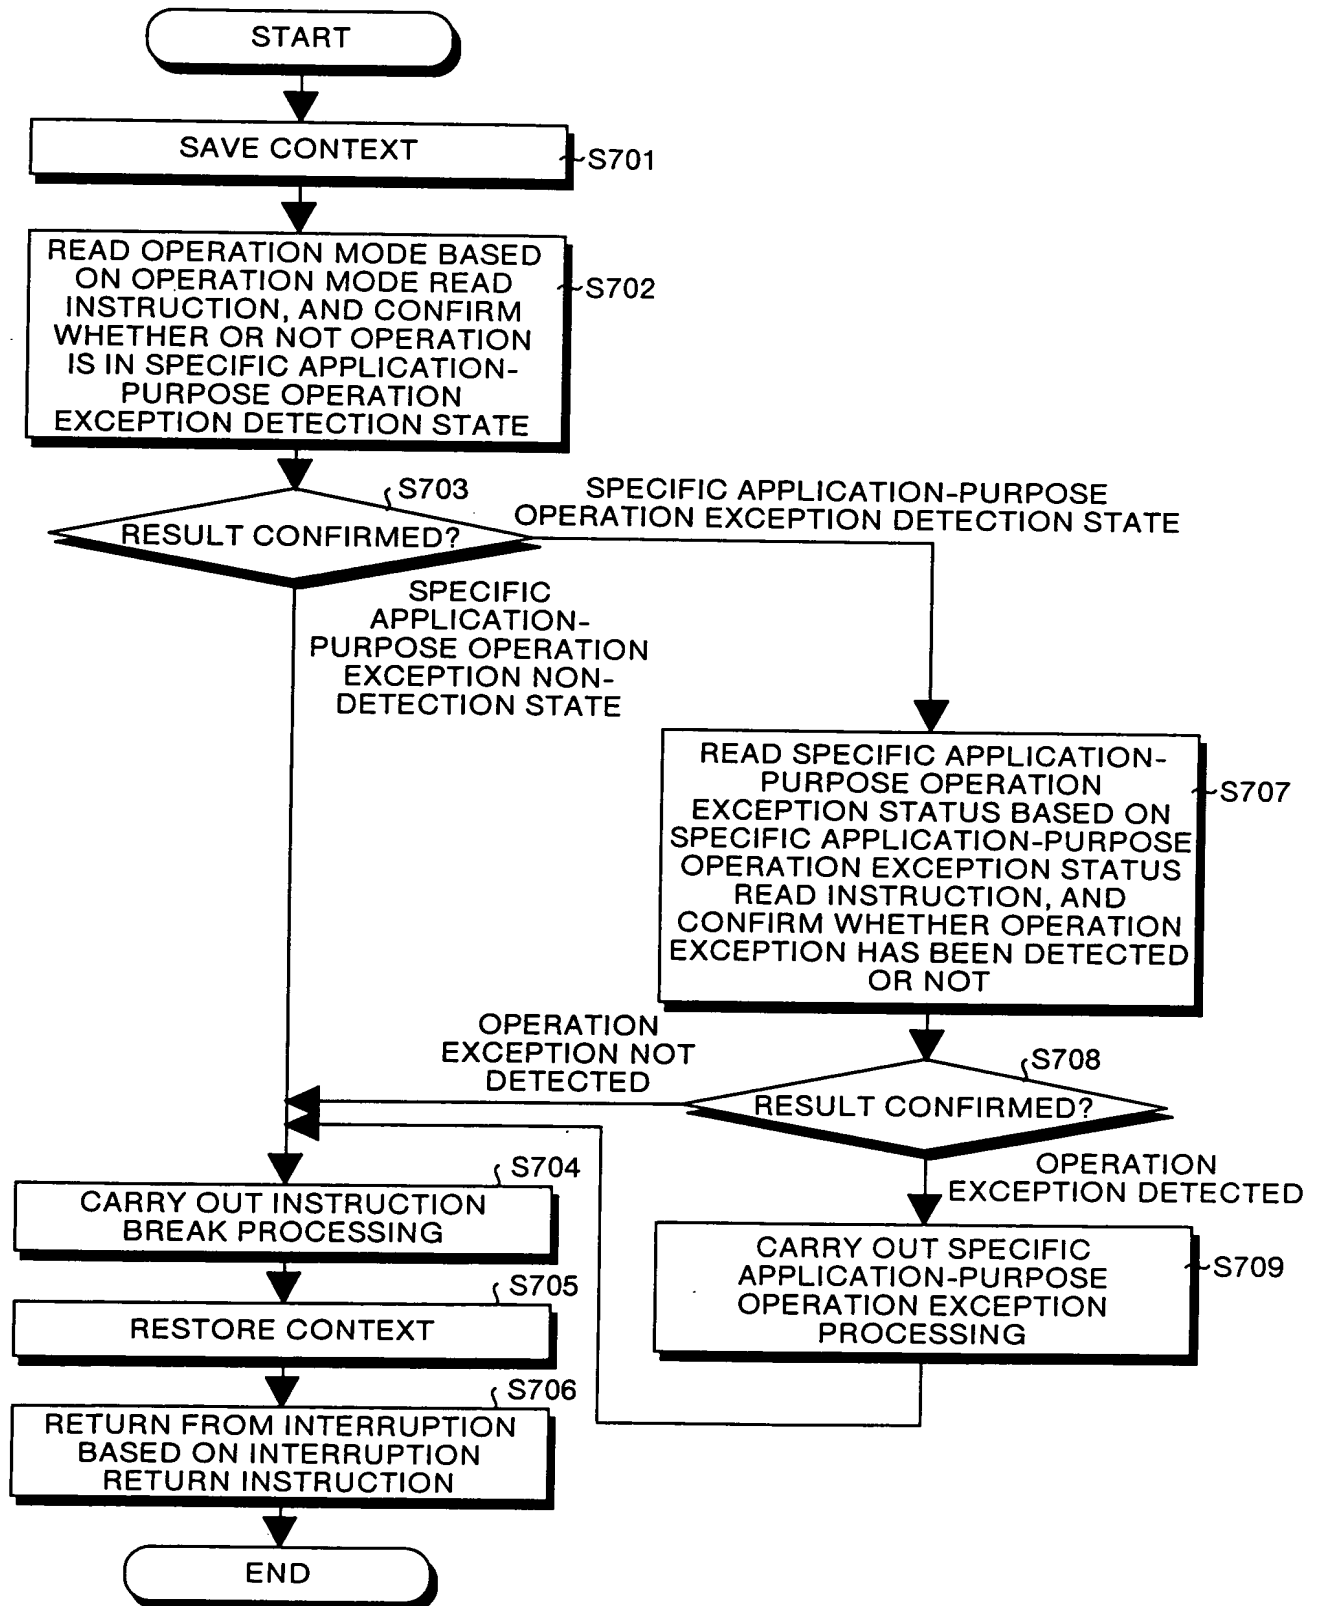 START
SAVE CONTEXT
S701
READ OPERATION MODE BASED
ON OPERATION MODE READ
INSTRUCTION, AND CONFIRM
WHETHER OR NOT OPERATION
IS IN SPECIFIC APPLICATION-
PURPOSE OPERATION
EXCEPTION DETECTION STATE
S702
S703
RESULT CONFIRMED?
SPECIFIC APPLICATION-PURPOSE
OPERATION EXCEPTION DETECTION STATE
SPECIFIC
APPLICATION-
PURPOSE OPERATION
EXCEPTION NON-
DETECTION STATE
READ SPECIFIC APPLICATION-
PURPOSE OPERATION
EXCEPTION STATUS BASED ON
SPECIFIC APPLICATION-PURPOSE
OPERATION EXCEPTION STATUS
READ INSTRUCTION, AND
CONFIRM WHETHER OPERATION
EXCEPTION HAS BEEN DETECTED
OR NOT
S707
OPERATION
EXCEPTION NOT
DETECTED
S708
RESULT CONFIRMED?
OPERATION
EXCEPTION DETECTED
S704
CARRY OUT INSTRUCTION
BREAK PROCESSING
CARRY OUT SPECIFIC
APPLICATION-PURPOSE
OPERATION EXCEPTION
PROCESSING
S709
S705
RESTORE CONTEXT
S706
RETURN FROM INTERRUPTION
BASED ON INTERRUPTION
RETURN INSTRUCTION
END